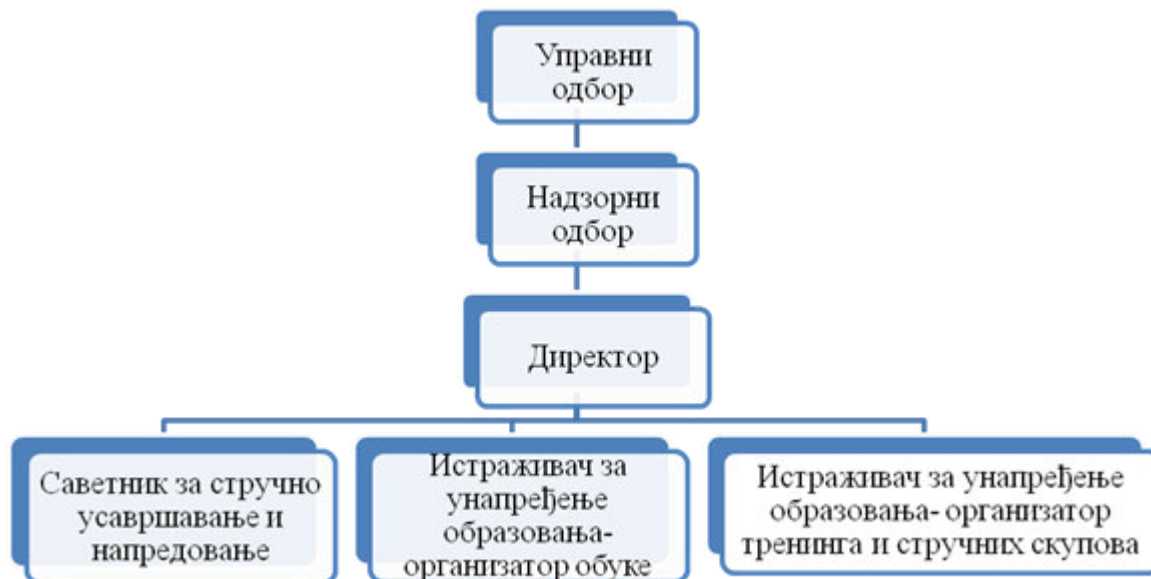 Управни
одбор
Надзорни
одбор
Директор
Саветник за стручно
усавршавање и
напредовање
Истраживач за
унапређење
образовања-
организатор обуке
Истраживач за унапређење
образовања- организатор
тренинга и стручних скупова